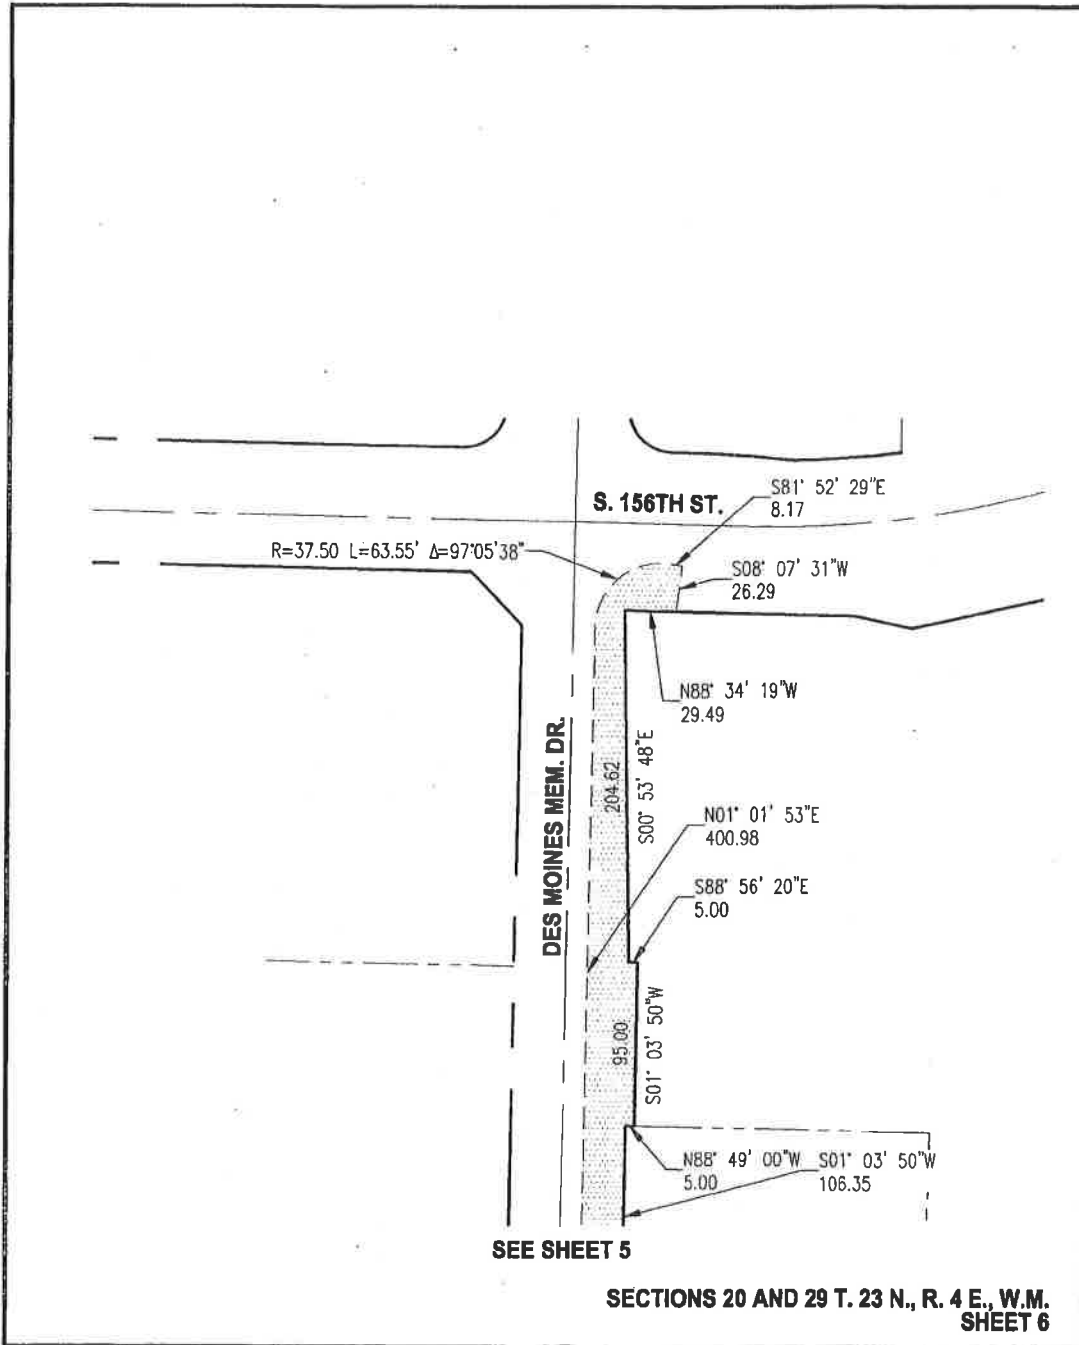 S81° 52' 29"E
8.17
S. 156TH ST.
R=37.50 L=63.55' Δ=97°05'38"
S08° 07' 31"W
26.29
N88° 34' 19"W
29.49
DES MOINES MEM. DR.
204.62
S00° 53' 48"E
N01° 01' 53"E
400.98
S88° 56' 20"E
5.00
95.00
S01° 03' 50"W
N88° 49' 00"W
5.00
S01° 03' 50"W
106.35
SEE SHEET 5
SECTIONS 20 AND 29 T. 23 N., R. 4 E., W.M.
SHEET 6